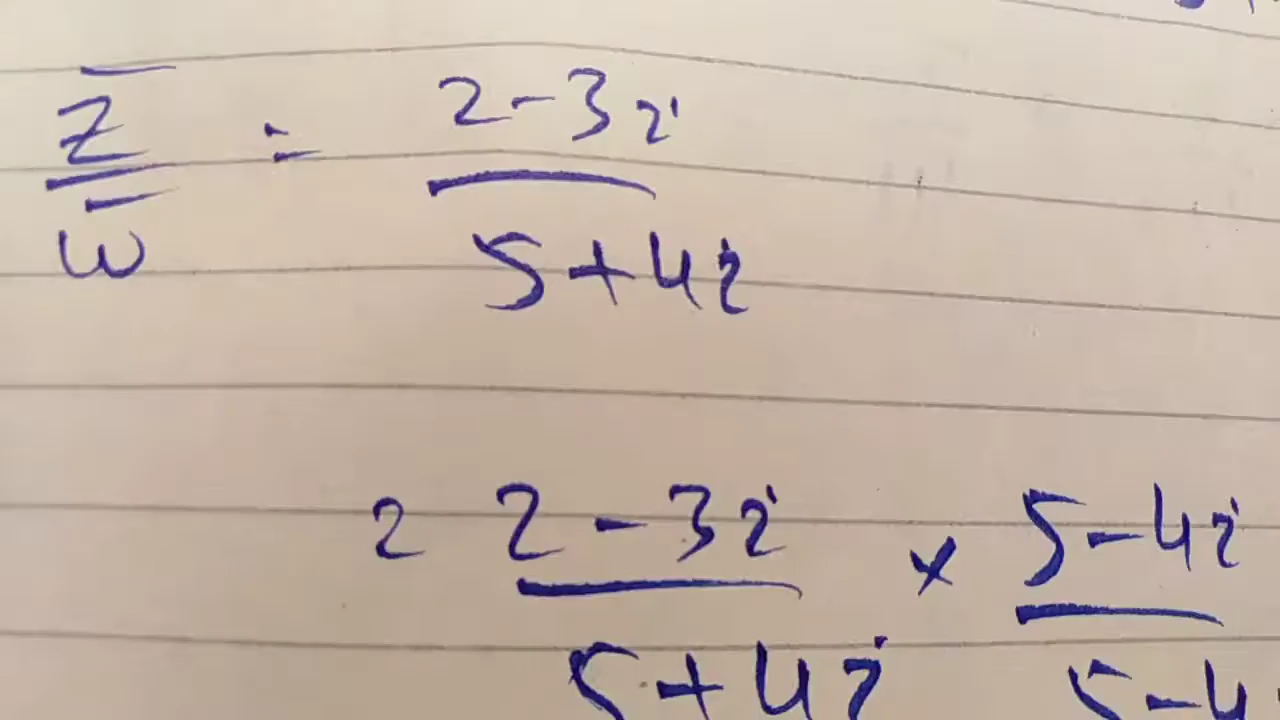 z̅/w̅ = (2-3i)/(5+4i)
= (2-3i)/(5+4i) × (5-4i)/(5-4